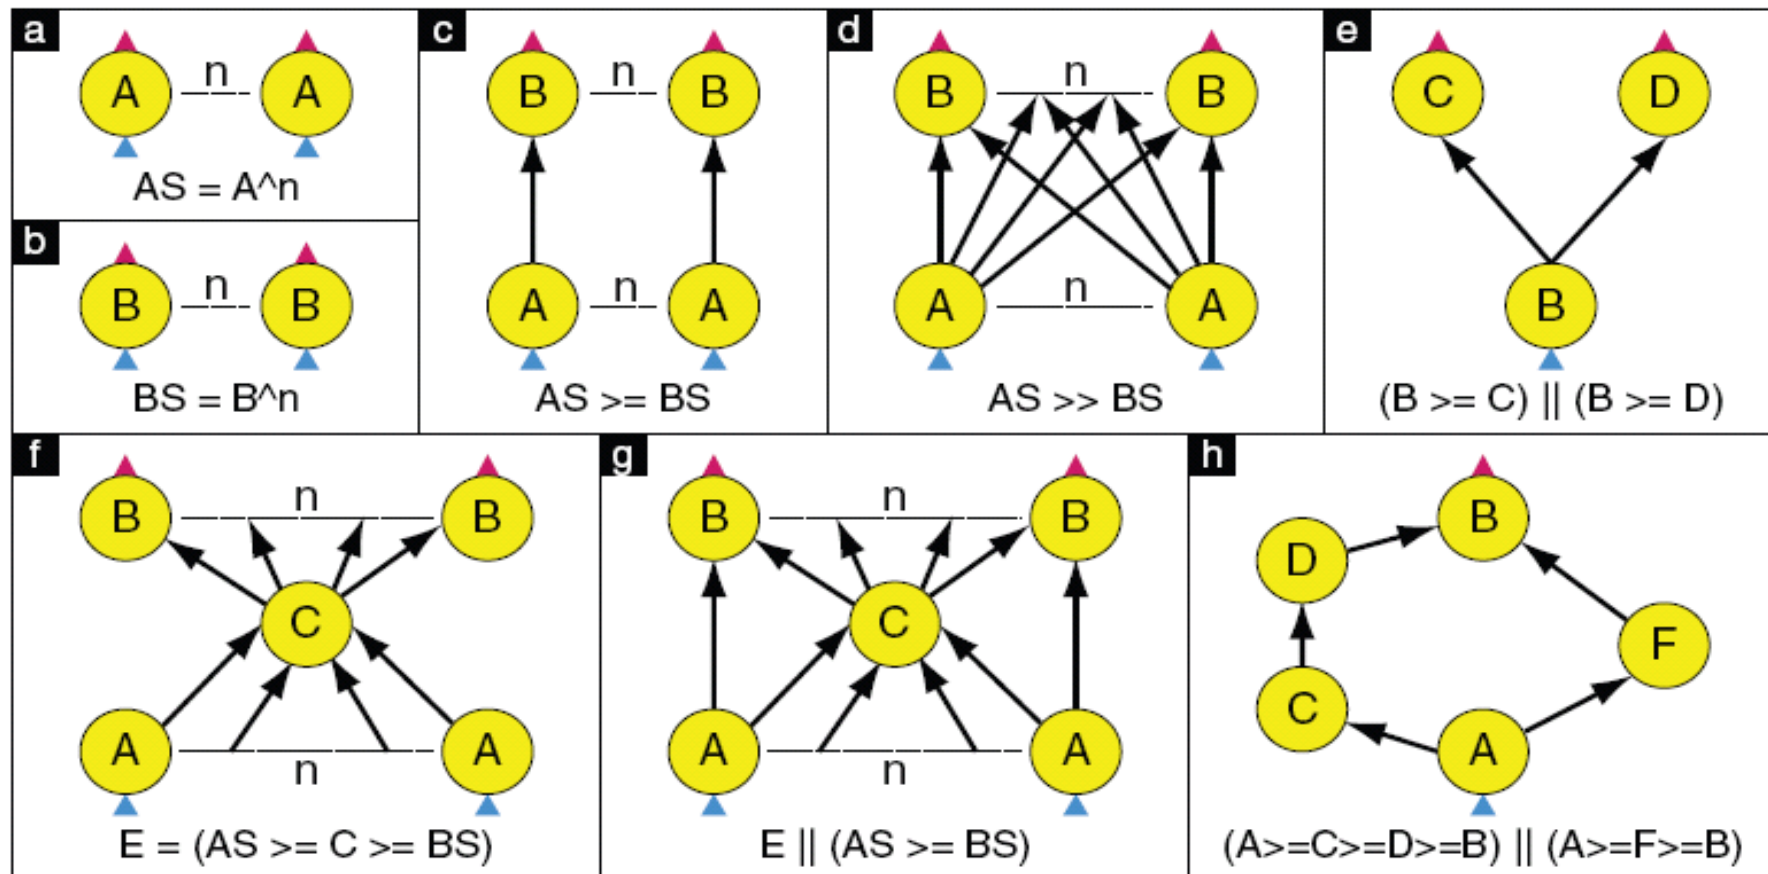 a
A n A
AS = A^n
b
B n B
BS = B^n
c
B n B
A n A
AS >= BS
d
B n B
A n A
AS >> BS
e
C D
B
(B >= C) || (B >= D)
f
B n B
C
A n A
E = (AS >= C >= BS)
g
B n B
C
A n A
E || (AS >= BS)
h
B
D
F
C
A
(A>=C>=D>=B) || (A>=F>=B)